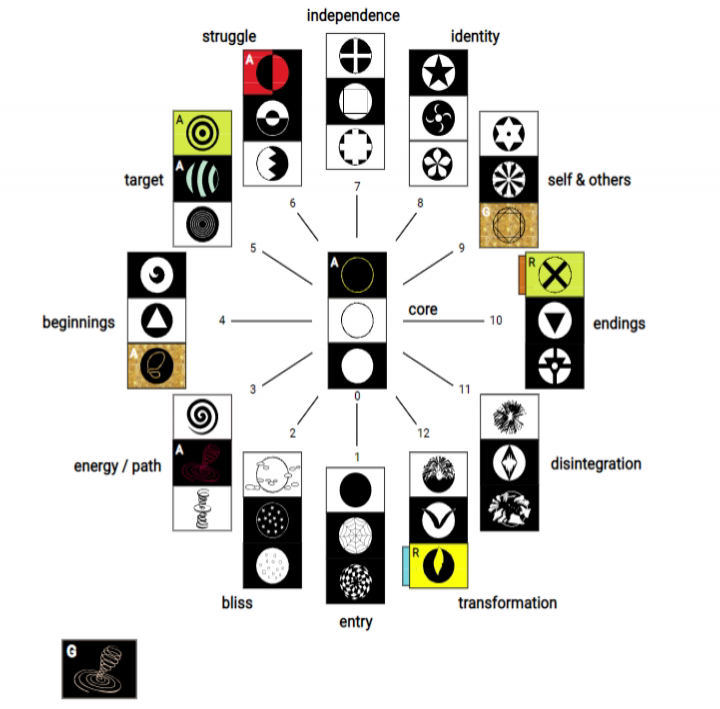 independence
struggle
identity
A
A
A
target
self & others
G
7
6
8
5
9
A
R
beginnings
4
core
10
endings
A
3
11
0
2
12
energy / path
A
1
disintegration
R
bliss
transformation
entry
G